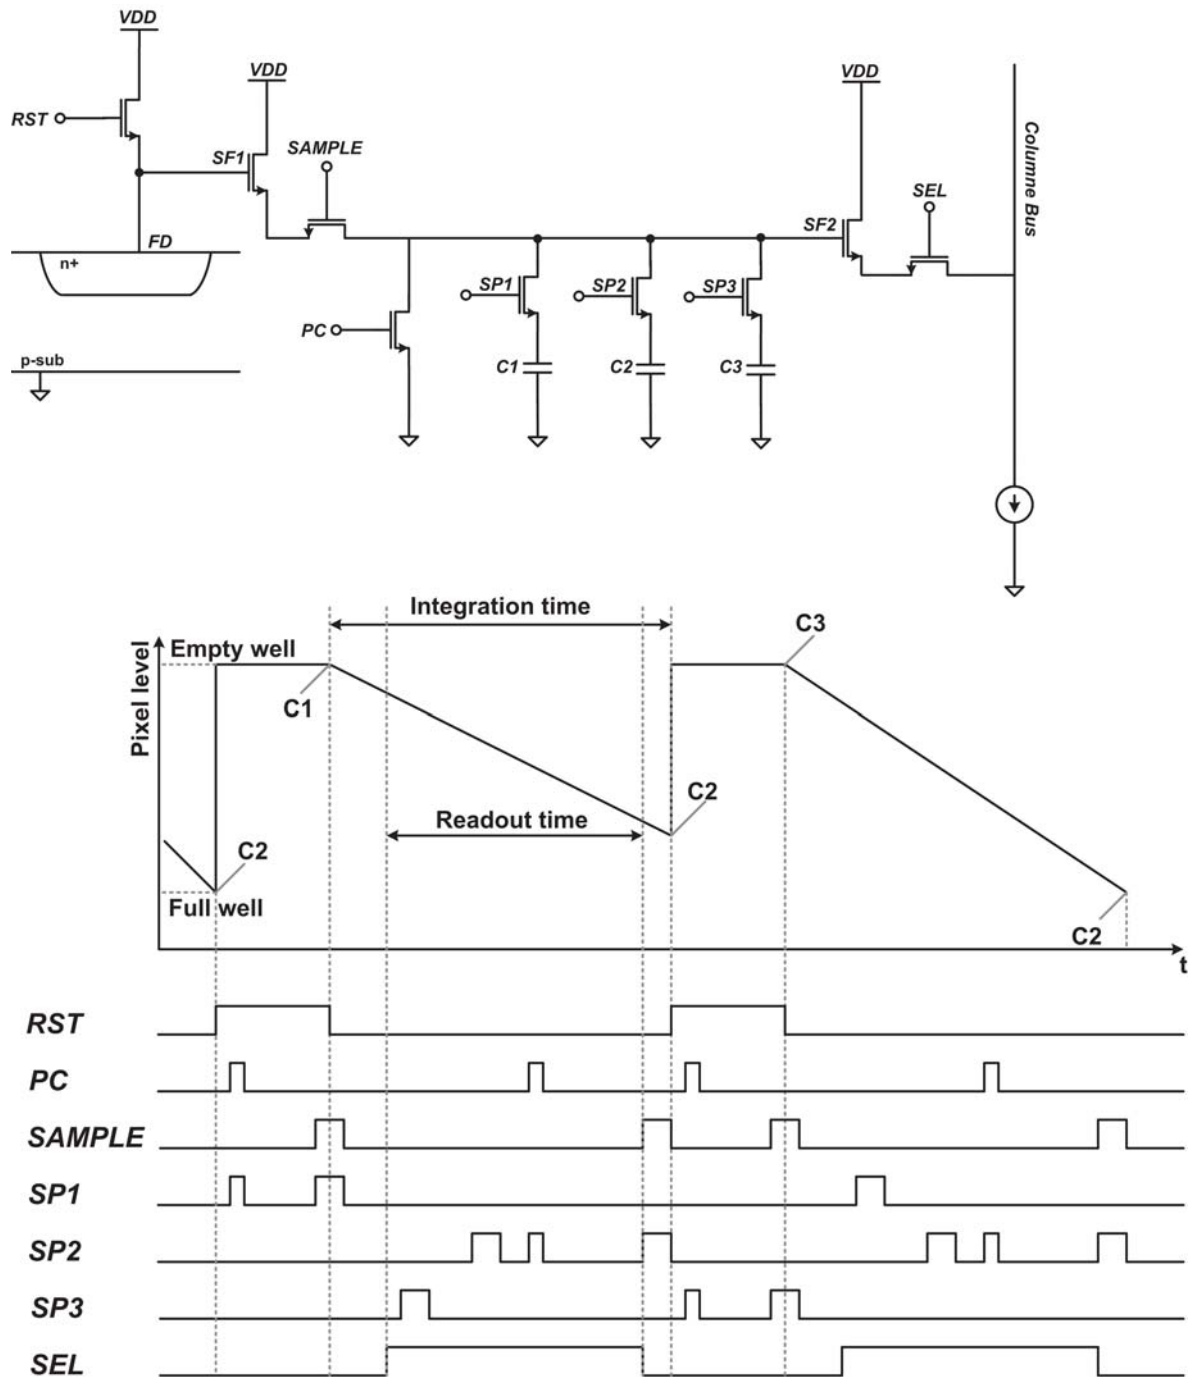 VDD
VDD
VDD
RST
SF1
SAMPLE
SEL
SF2
Columne Bus
FD
n+
SP1
SP2
SP3
PC
p-sub
C1
C2
C3
Integration time
C3
Empty well
Pixel level
C1
C2
Readout time
C2
Full well
C2
t
RST
PC
SAMPLE
SP1
SP2
SP3
SEL